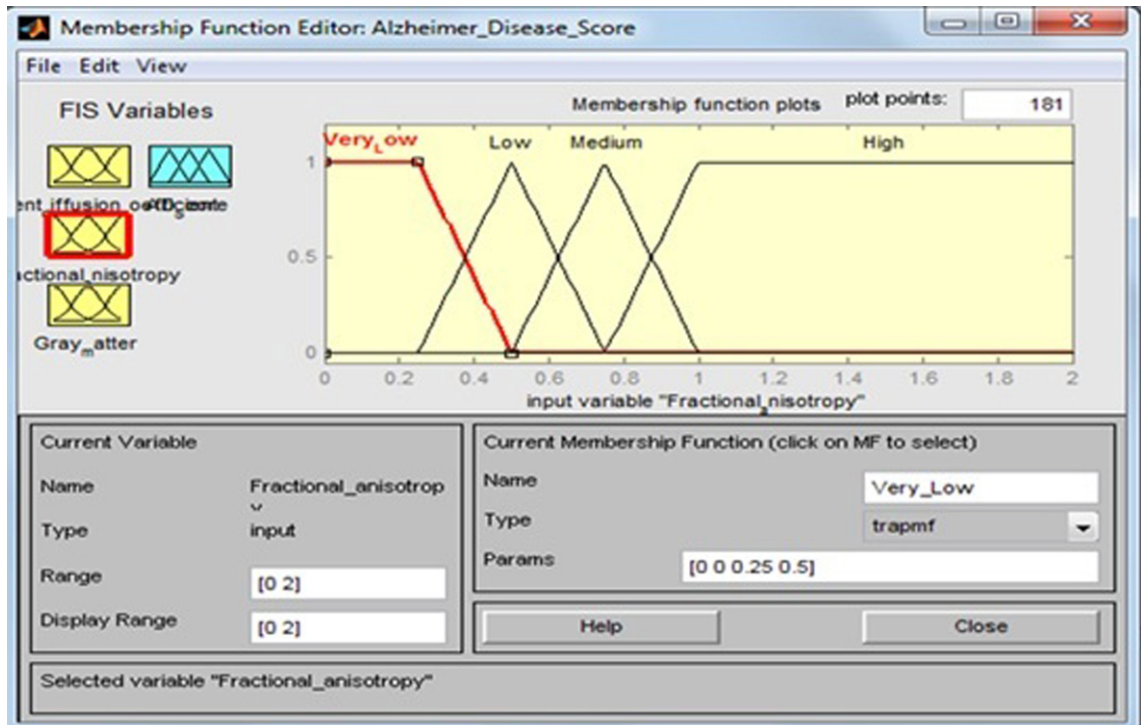 Membership Function Editor: Alzheimer_Disease_Score
File Edit View
FIS Variables
Membership function plots plot points: 181
Very_Low Low Medium High
1
0.5
0
0 0.2 0.4 0.6 0.8 1 1.2 1.4 1.6 1.8 2
input variable "Fractional_anisotropy"
actional_nisotropy
Gray_matter
Current Variable
Name Fractional_anisotropy
Type input
Range [0 2]
Display Range [0 2]
Current Membership Function (click on MF to select)
Name Very_Low
Type trapmf
Params [0 0 0.25 0.5]
Help Close
Selected variable "Fractional_anisotropy"